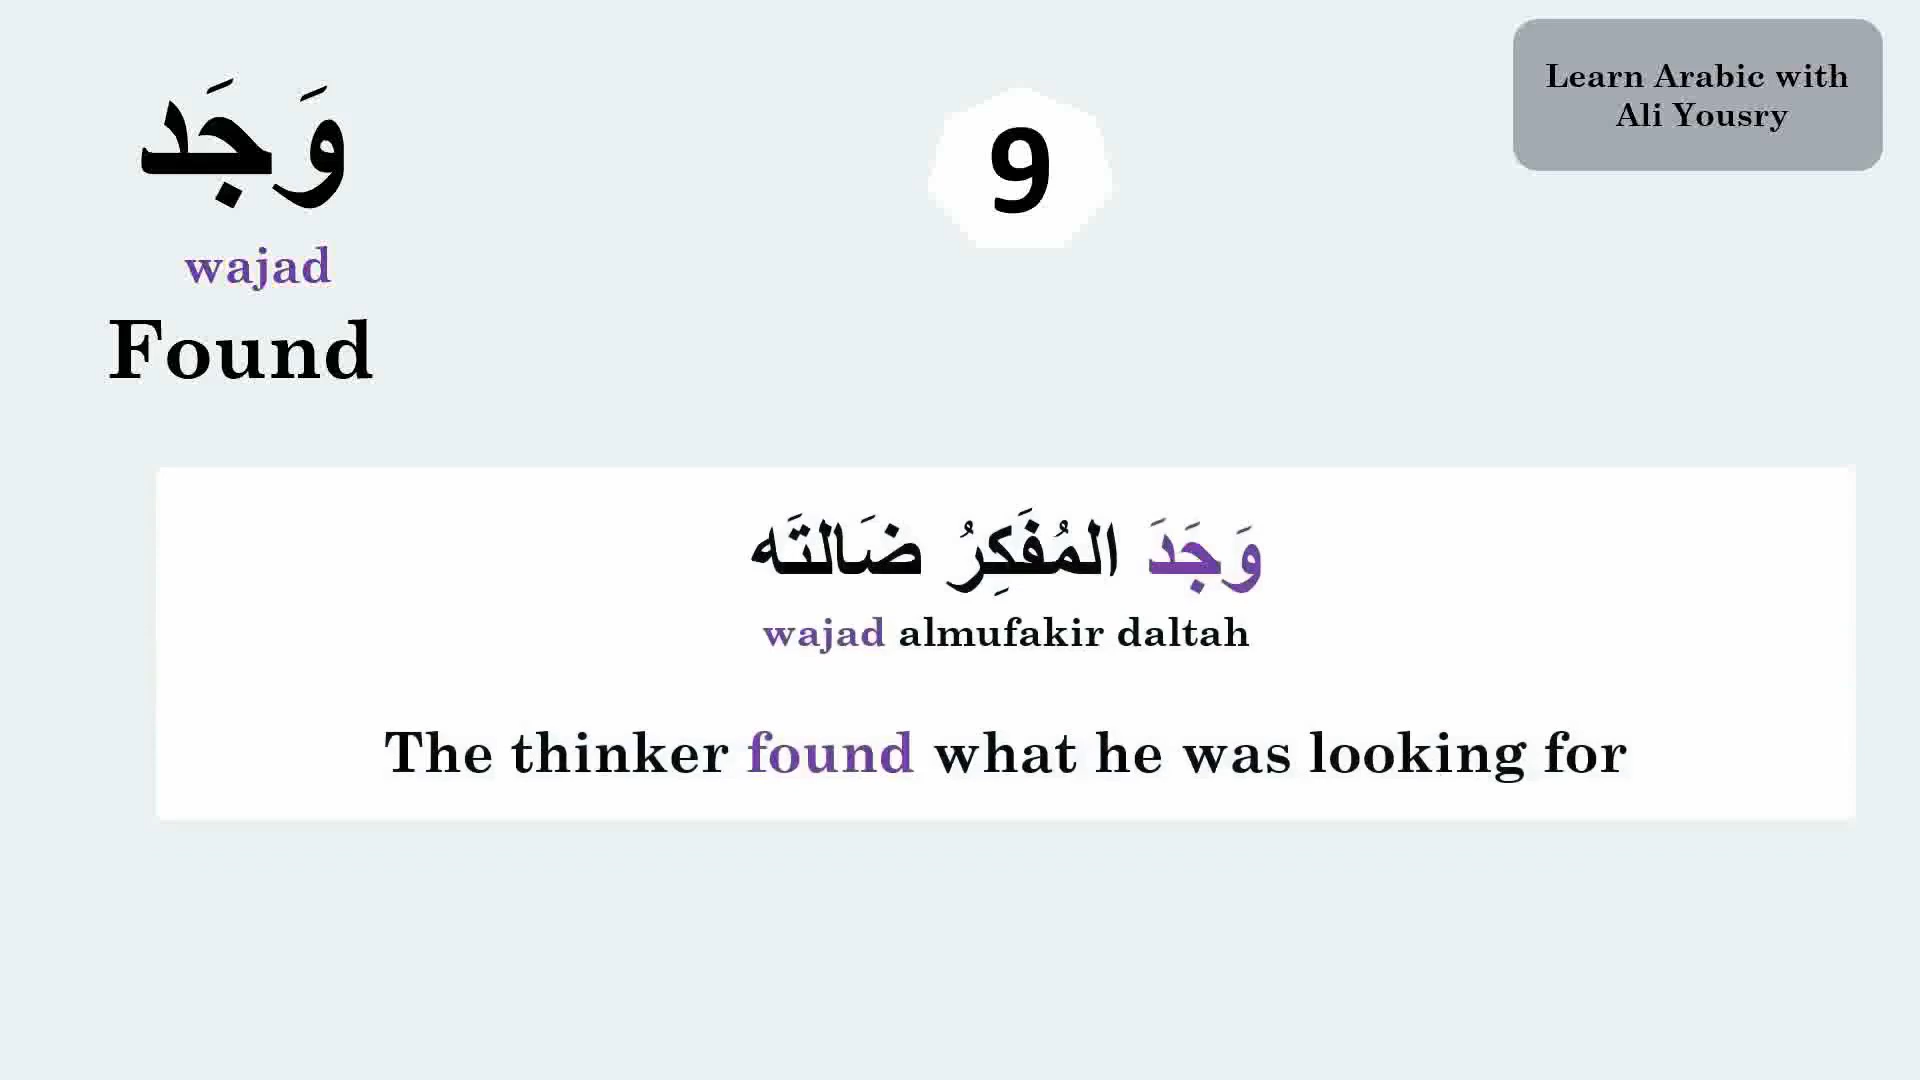 وَجَد
wajad
Found
9
Learn Arabic with
Ali Yousry
وَجَدَ المُفَكِرُ ضَالتَه
wajad almufakir daltah
The thinker found what he was looking for